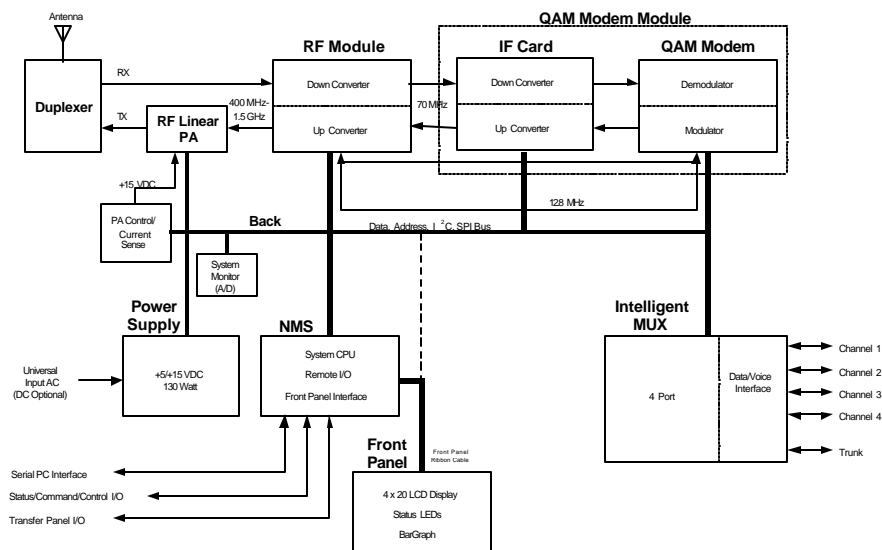 Antenna
QAM Modem Module
RF Module
IF Card
QAM Modem
Duplexer
RX
TX
RF Linear
PA
400 MHz-
1.5 GHz
Down Converter
Up Converter
70 MHz
Down Converter
Up Converter
Demodulator
Modulator
+15 VDC
12.8 MHz
PA Control/
Current
Sense
Back
Data, Address, I 2C, SPI Bus
System
Monitor
(A/D)
Power
Supply
NMS
Intelligent
MUX
Universal
Input AC
(DC Optional)
+5/+15 VDC
130 Watt
System CPU
Remote I/O
Front Panel Interface
4 Port
Data/Voice
Interface
Channel 1
Channel 2
Channel 3
Channel 4
Trunk
Front
Panel
Front Panel
Ribbon Cable
Serial PC Interface
Status/Command/Control I/O
Transfer Panel I/O
4 x 20 LCD Display
Status LEDs
BarGraph